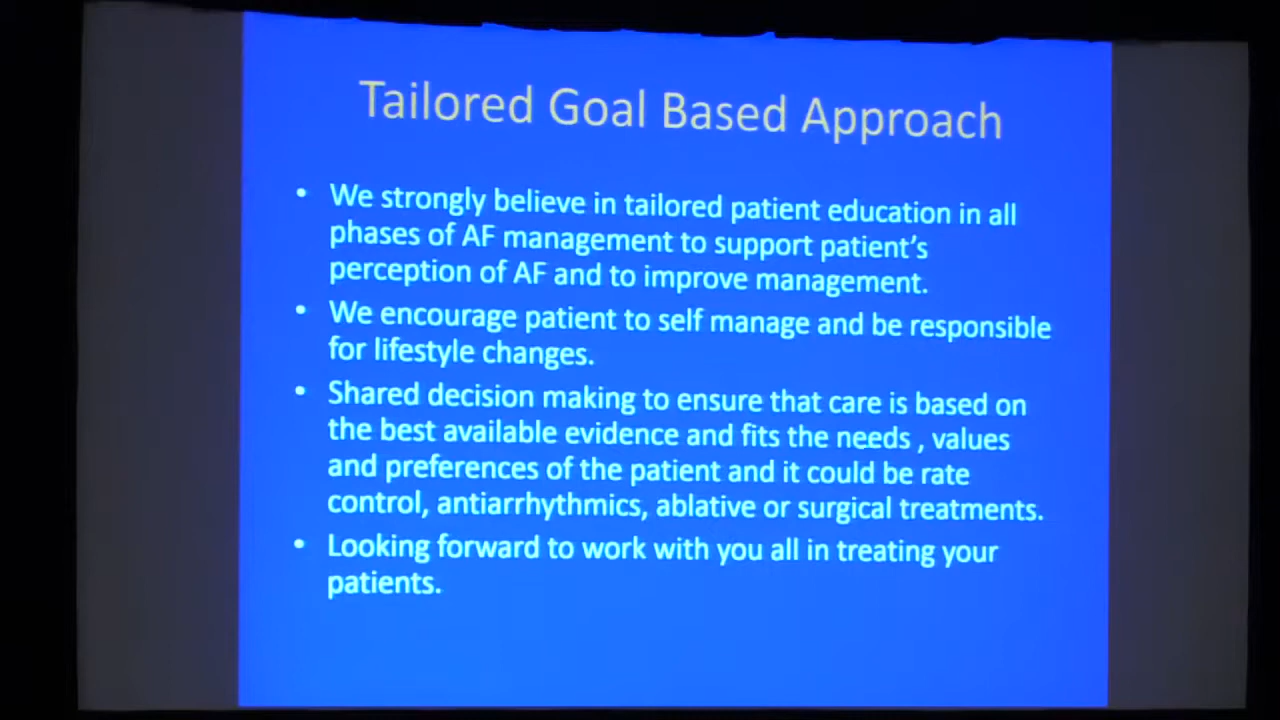 Tailored Goal Based Approach
• We strongly believe in tailored patient education in all
phases of AF management to support patient's
perception of AF and to improve management.
• We encourage patient to self manage and be responsible
for lifestyle changes.
• Shared decision making to ensure that care is based on
the best available evidence and fits the needs , values
and preferences of the patient and it could be rate
control, antiarrhythmics, ablative or surgical treatments.
• Looking forward to work with you all in treating your
patients.